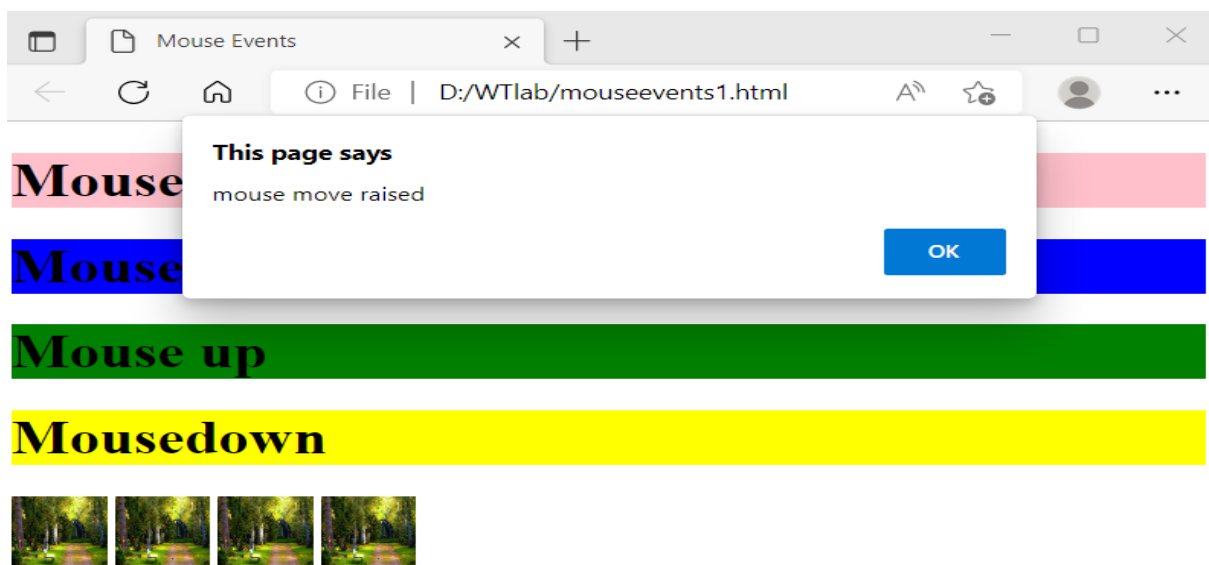 Mouse Events
File | D:/WTlab/mouseevents1.html
This page says
mouse move raised
OK
Mouse
Mouse
Mouse up
Mousedown